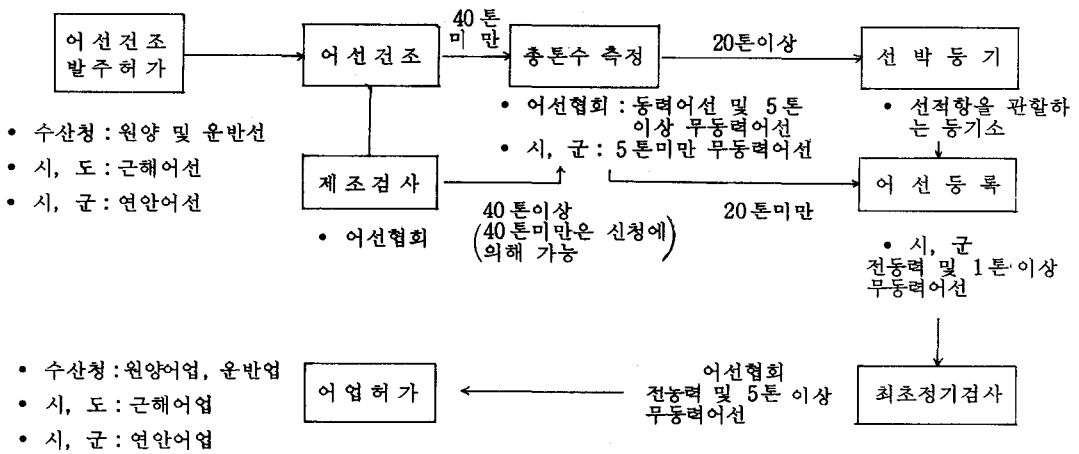 어선건조
발주허가
• 수산청 : 원양 및 운반선
• 시, 도 : 근해어선
• 시, 군 : 연안어선
어선건조
40톤
미만
총톤수 측정
20톤이상
선박등기
• 선적항을 관할하
는 등기소
• 어선협회 : 동력어선 및 5톤
이상 무동력어선
• 시, 군 : 5톤미만 무동력어선
제조검사
• 어선협회
40톤이상
(40톤미만은 신청에
의해 가능)
20톤미만
어선등록
• 시, 군
전동력 및 1톤이상
무동력어선
최초정기검사
어선협회
전능력 및 5톤 이상
무동력어선
어업허가
• 수산청 : 원양어업, 운반업
• 시, 도 : 근해어업
• 시, 군 : 연안어업